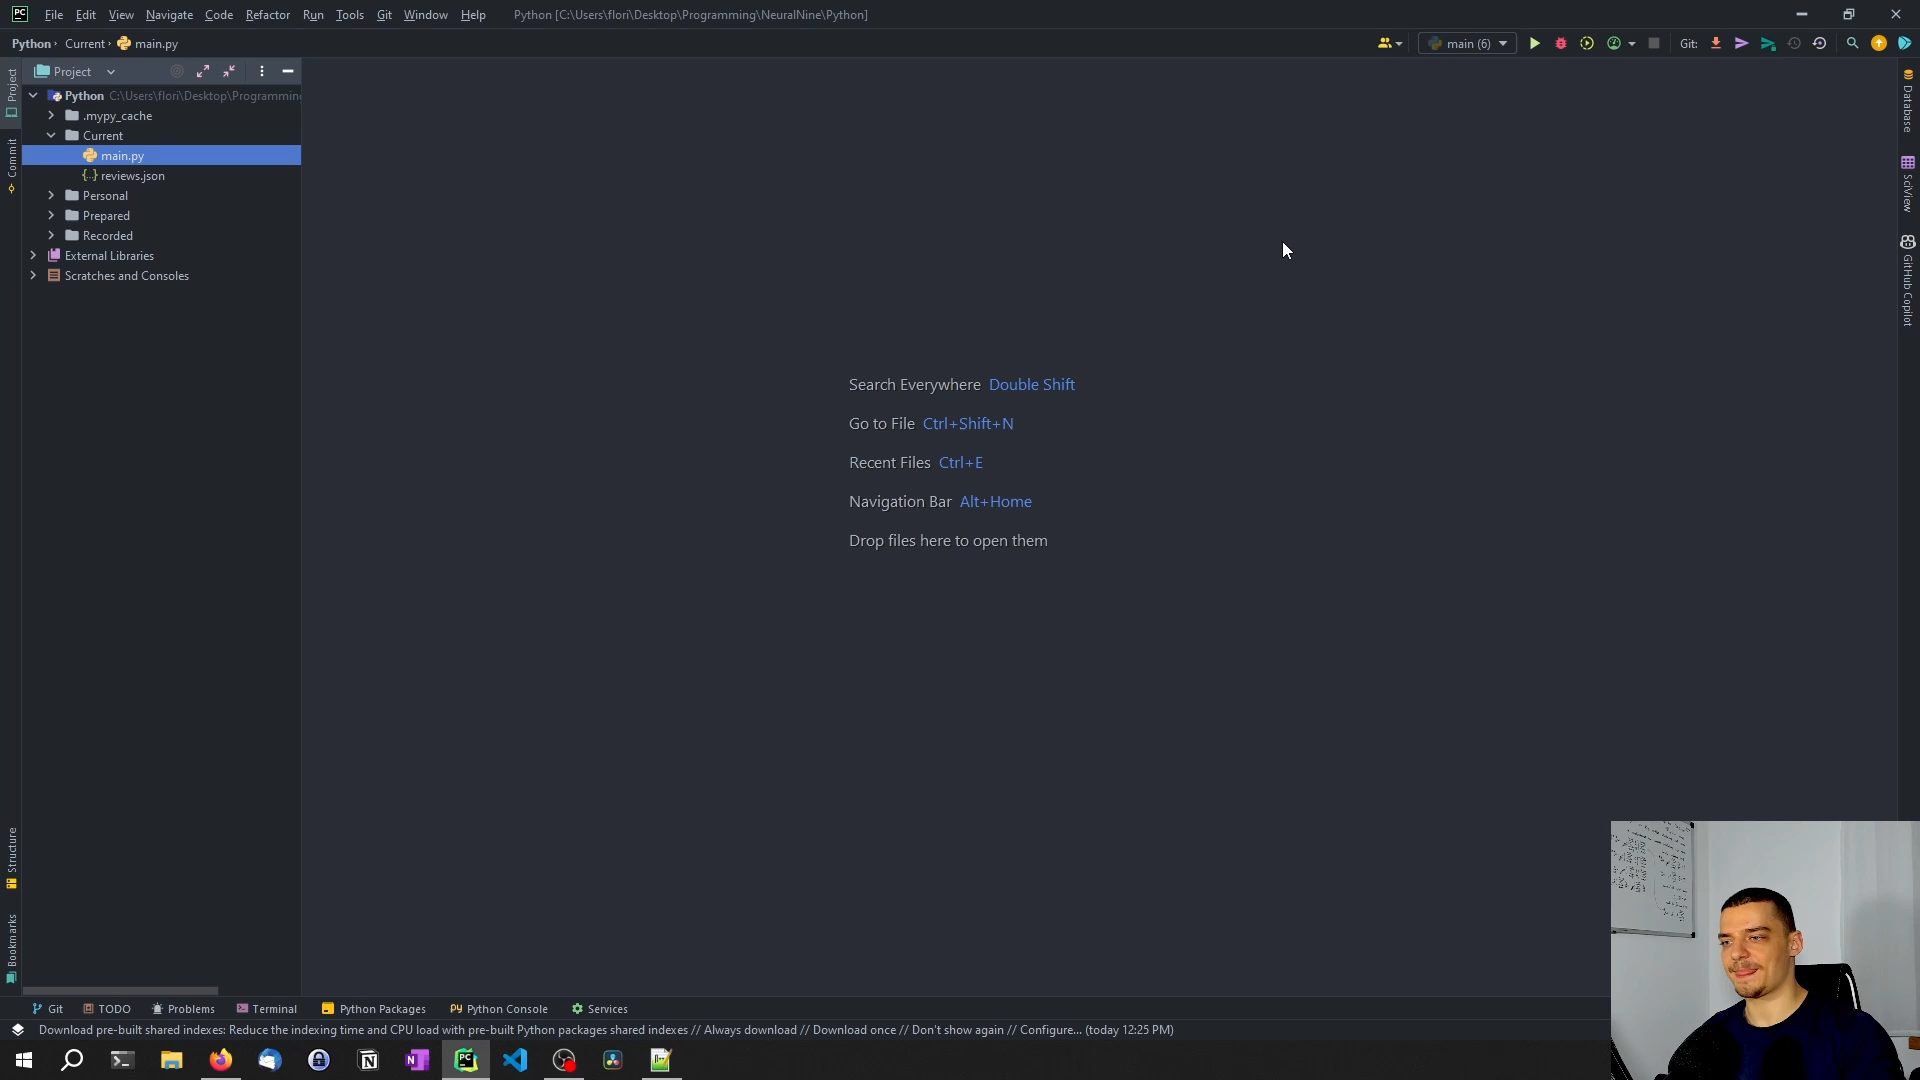 PC File Edit View Navigate Code Refactor Run Tools Git Window Help Python [C:\Users\flori\Desktop\Programming\NeuralNine\Python]
Python Current main.py main (6) Git:
Project
Project
Python C:\Users\flori\Desktop\Programming
.mypy_cache
Current
main.py
reviews.json
Personal
Prepared
Recorded
External Libraries
Scratches and Consoles
Commit
Structure
Bookmarks
Search Everywhere Double Shift
Go to File Ctrl+Shift+N
Recent Files Ctrl+E
Navigation Bar Alt+Home
Drop files here to open them
Database
SciView
GitHub Copilot
Git TODO Problems Terminal Python Packages Python Console Services
Download pre-built shared indexes: Reduce the indexing time and CPU load with pre-built Python packages shared indexes // Always download // Download once // Don't show again // Configure... (today 12:25 PM)